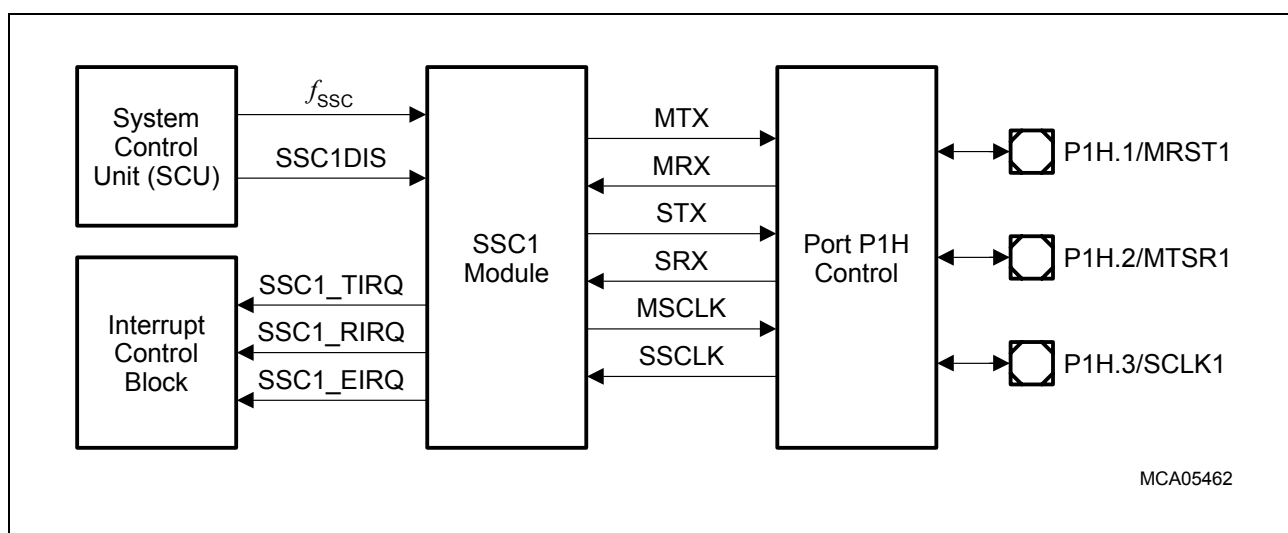 System
Control
Unit (SCU)
fSSC
SSC1DIS
Interrupt
Control
Block
SSC1_TIRQ
SSC1_RIRQ
SSC1_EIRQ
SSC1
Module
MTX
MRX
STX
SRX
MSCLK
SSCLK
Port P1H
Control
P1H.1/MRST1
P1H.2/MTSR1
P1H.3/SCLK1
MCA05462